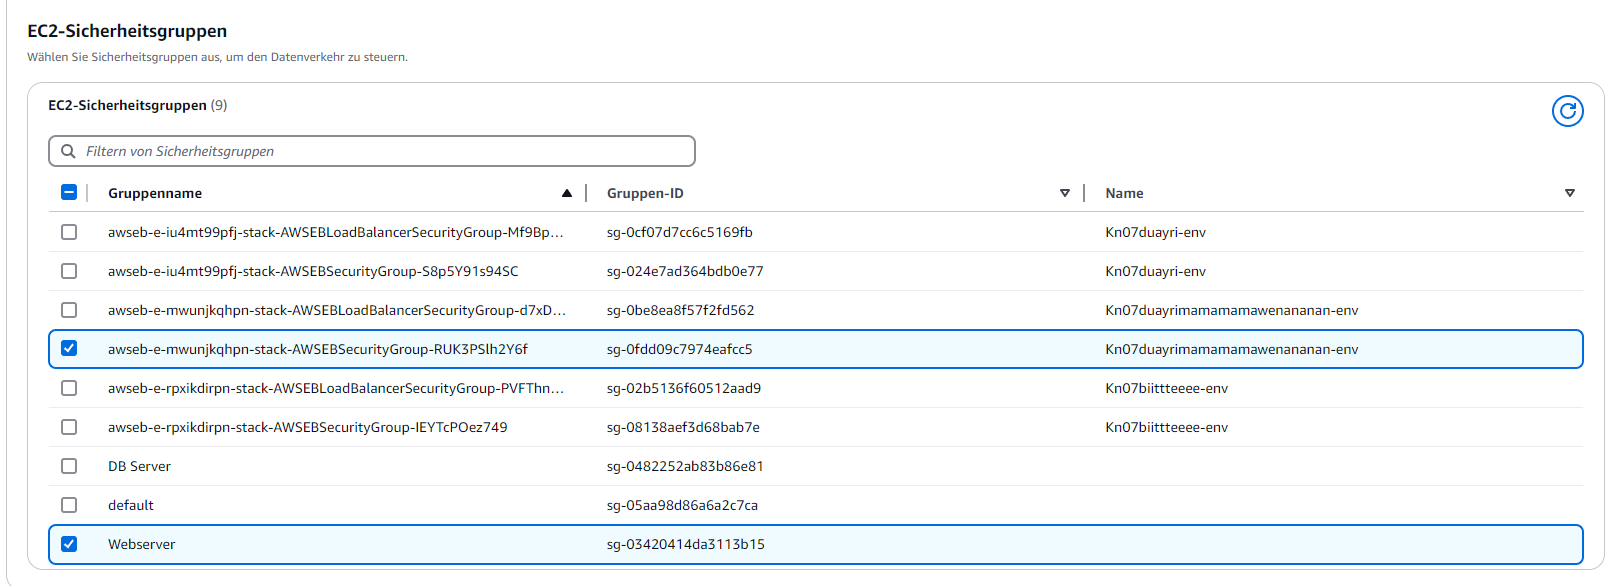 EC2-Sicherheitsgruppen
Wählen Sie Sicherheitsgruppen aus, um den Datenverkehr zu steuern.
EC2-Sicherheitsgruppen (9)
Filtern von Sicherheitsgruppen
Gruppenname Gruppen-ID Name
awseb-e-iu4mt99pfj-stack-AWSEBLoadBalancerSecurityGroup-Mf9Bp... sg-0cf07d7cc6c5169fb Kn07duayri-env
awseb-e-iu4mt99pfj-stack-AWSEBSecurityGroup-S8p5Y91s94SC sg-024e7ad364bdb0e77 Kn07duayri-env
awseb-e-mwunjkqhpn-stack-AWSEBLoadBalancerSecurityGroup-d7xD... sg-0be8ea8f57f2fd562 Kn07duayrimamamamawenananan-env
awseb-e-mwunjkqhpn-stack-AWSEBSecurityGroup-RUK3PSlh2Y6f sg-0fdd09c7974eafcc5 Kn07duayrimamamamawenananan-env
awseb-e-rpxikdirpn-stack-AWSEBLoadBalancerSecurityGroup-PVFThn... sg-02b5136f60512aad9 Kn07biittteeee-env
awseb-e-rpxikdirpn-stack-AWSEBSecurityGroup-IEYTcPOez749 sg-08138aef3d68bab7e Kn07biittteeee-env
DB Server sg-0482252ab83b86e81
default sg-05aa98d86a6a2c7ca
Webserver sg-03420414da3113b15